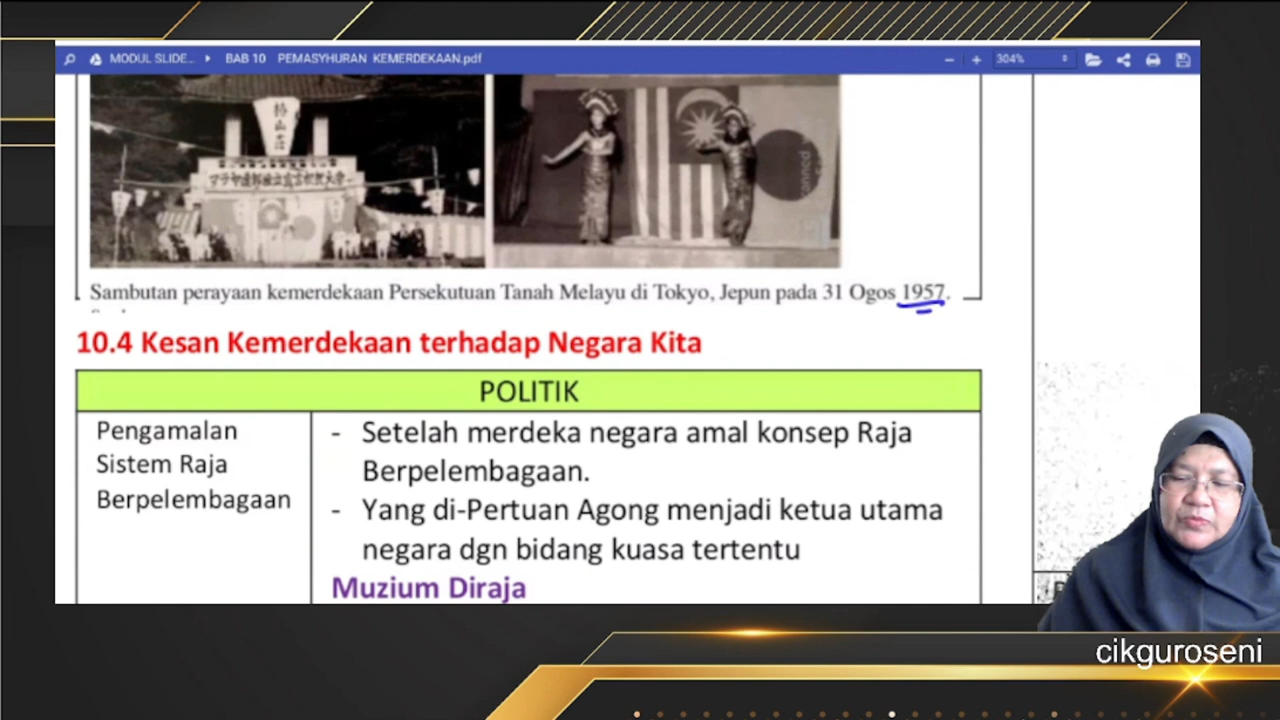 MODUL SLIDE...
BAB 10 PEMASYHURAN KEMERDEKAAN.pdf
304%
Sambutan perayaan kemerdekaan Persekutuan Tanah Melayu di Tokyo, Jepun pada 31 Ogos 1957.
10.4 Kesan Kemerdekaan terhadap Negara Kita
POLITIK
Pengamalan
Sistem Raja
Berpelembagaan
- Setelah merdeka negara amal konsep Raja
Berpelembagaan.
- Yang di-Pertuan Agong menjadi ketua utama
negara dgn bidang kuasa tertentu
Muzium Diraja
cikguroseni